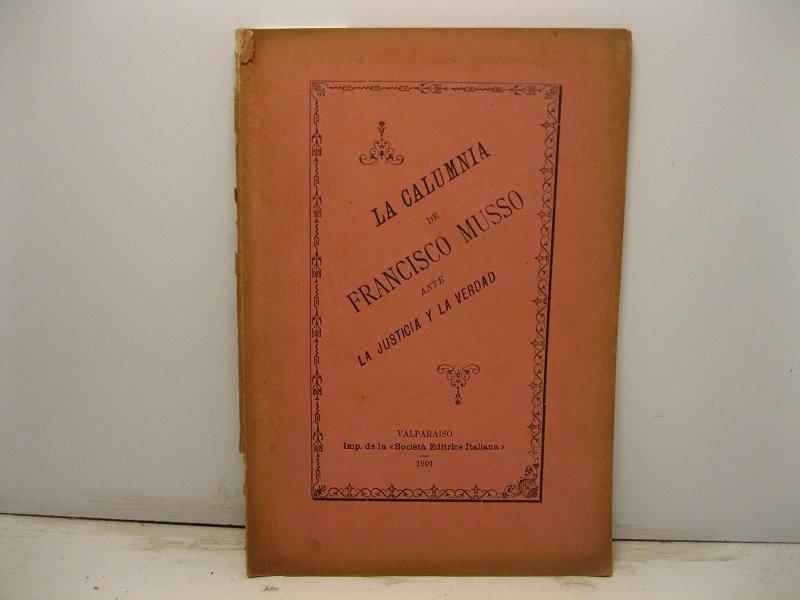 LA CALUMNIA
DE
FRANCISCO MUSSO
ANTE
LA JUSTICIA Y LA VERDAD
VALPARAISO
Imp. de la «Società Editrice Italiana»
1901